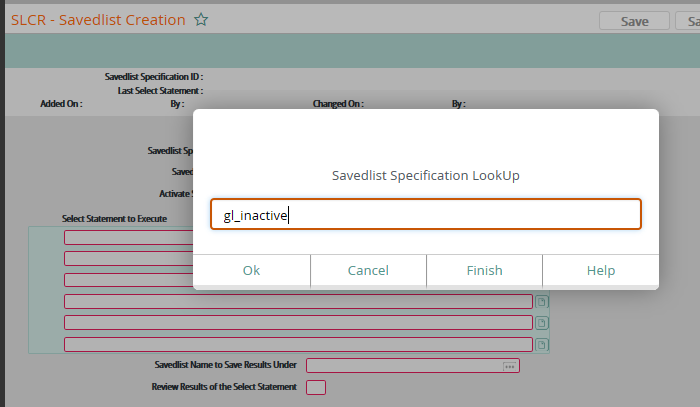 SLCR - Savedlist Creation
Save
Sa
Savedlist Specification ID :
Last Select Statement :
Added On : By : Changed On : By :
Savedlist Specification LookUp
gl_inactive
Ok Cancel Finish Help
Savedlist Sp
Saved
Activate S
Select Statement to Execute
Savedlist Name to Save Results Under
Review Results of the Select Statement